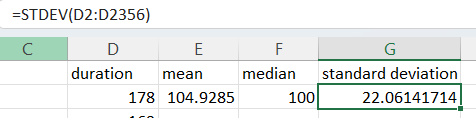 =STDEV(D2:D2356)
C D E F G
duration mean median standard deviation
178 104.9285 100 22.06141714